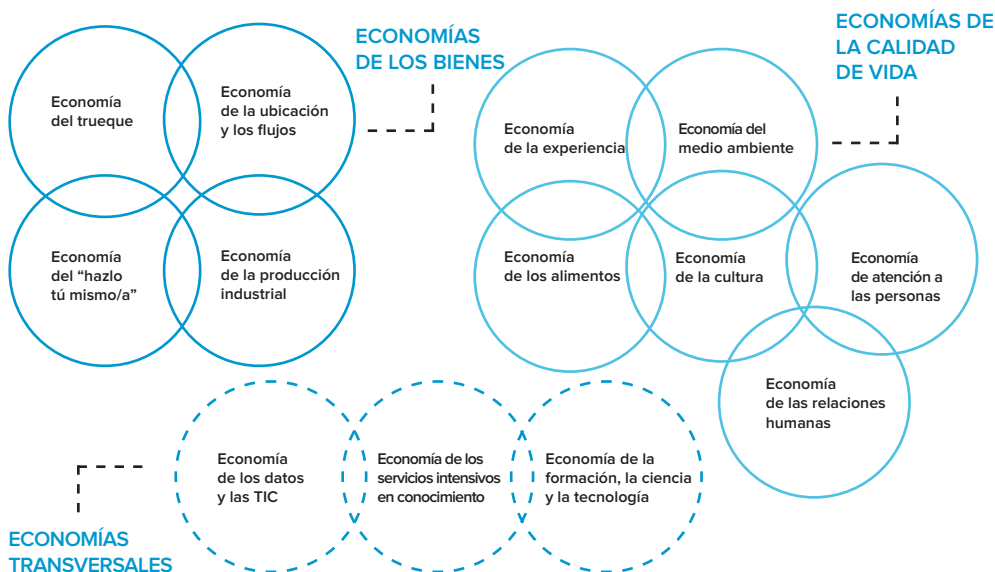 ECONOMÍAS
DE LOS BIENES
Economía
del trueque
Economía
de la ubicación
y los flujos
Economía
del “hazlo
tú mismo/a”
Economía
de la producción
industrial
ECONOMÍAS DE
LA CALIDAD
DE VIDA
Economía
de la experiencia
Economía del
medio ambiente
Economía
de los alimentos
Economía
de la cultura
Economía
de atención a
las personas
Economía
de las relaciones
humanas
Economía
de los datos
y las TIC
Economía de los
servicios intensivos
en conocimiento
Economía de la
formación, la ciencia
y la tecnología
ECONOMÍAS
TRANSVERSALES